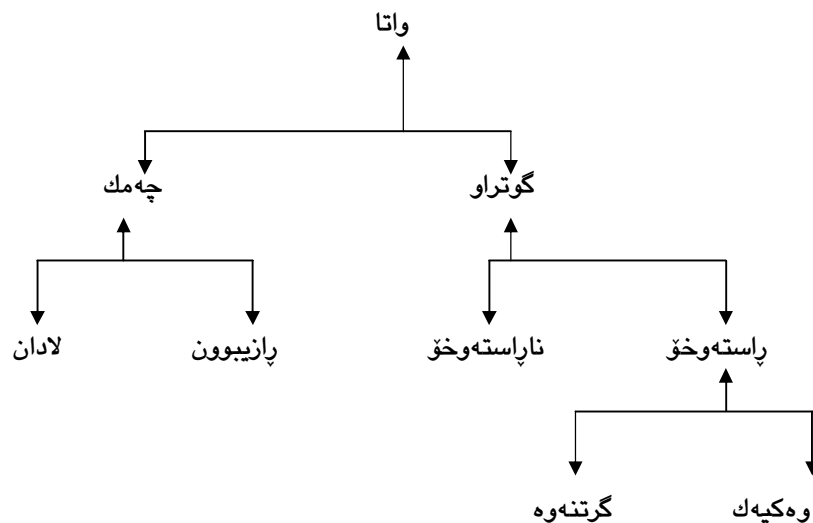 واتا
گوتراو
چەمك
ڕاستەوخۆ
ناڕاستەوخۆ
ڕازیبوون
لادان
وەكیەك
گرتنەوە